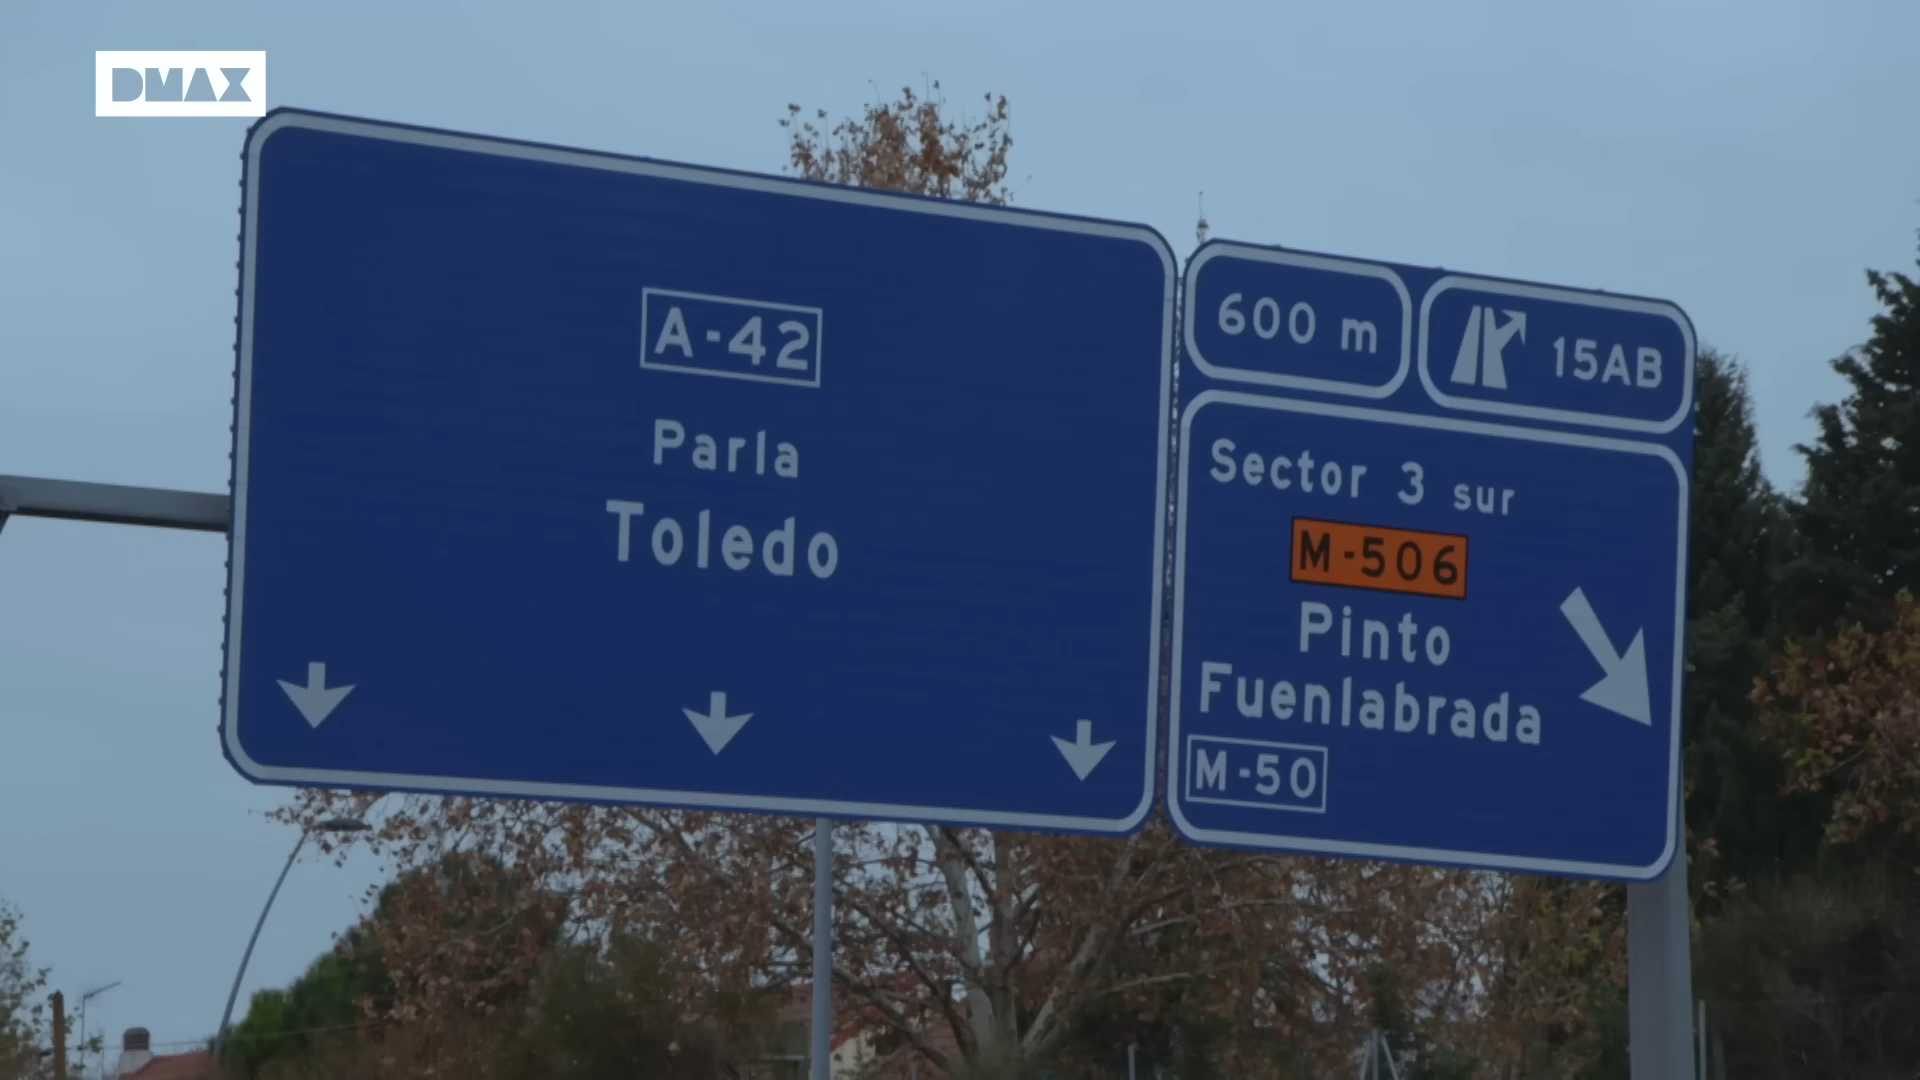 DMAX
A-42
Parla
Toledo
600 m
15AB
Sector 3 sur
M-506
Pinto
Fuenlabrada
M-50